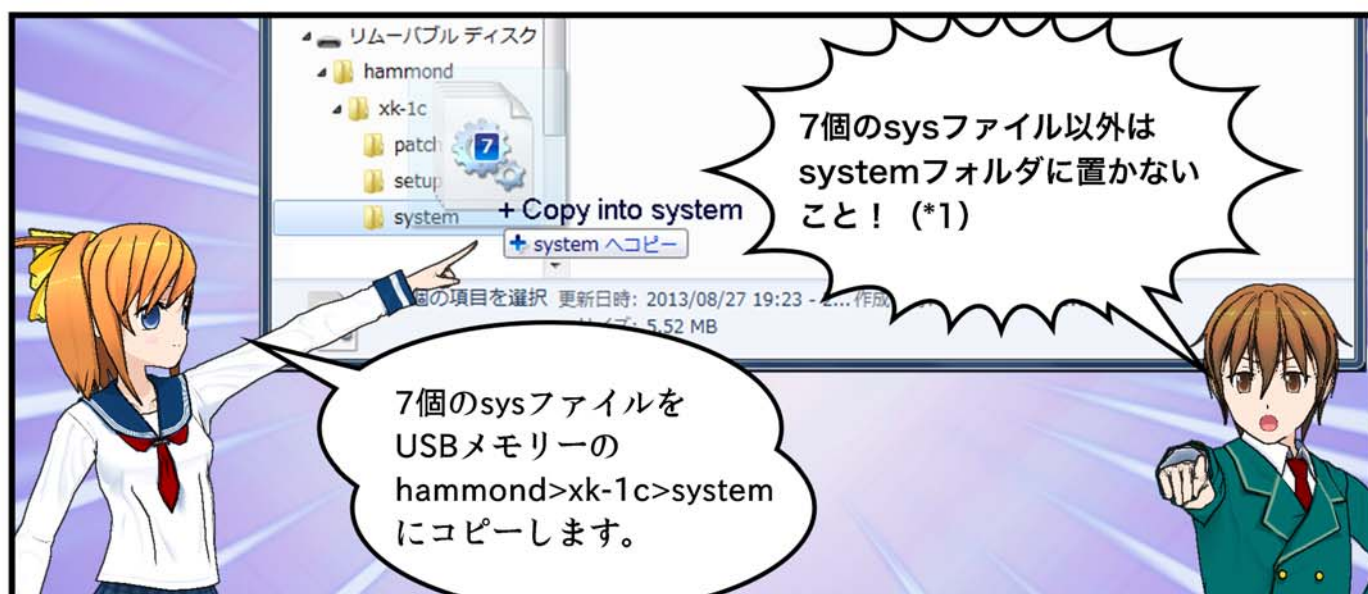 リムーバブル ディスク
hammond
xk-1c
patch
setup
system
7
+ Copy into system
system へコピー
個の項目を選択 更新日時: 2013/08/27 19:23 - 2... 作成
サイズ: 5.52 MB
7個のsysファイル以外は
systemフォルダに置かない
こと！（*1）
7個のsysファイルを
USBメモリーの
hammond>xk-1c>system
にコピーします。